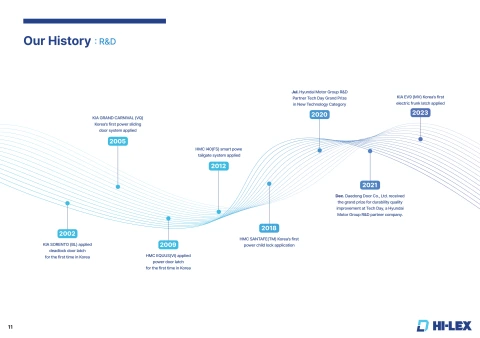 Our History : R&D
Jul. Hyundai Motor Group R&D
Partner Tech Day Grand Prize
in New Technology Category
2020
KIA EV9 (MV) Korea's first
electric frunk latch applied
2023
KIA GRAND CARNIVAL (VQ)
Korea's first power sliding
door system applied
2005
HMC i40(FS) smart powe
tailgate system applied
2012
2021
Dec. Daedong Door Co., Ltd. received
the grand prize for durability quality
improvement at Tech Day, a Hyundai
Motor Group R&D partner company
2002
KIA SORENTO (BL) applied
deadlock door latch
for the first time in Korea
2009
HMC EQUUS(VI) applied
power door latch
for the first time in Korea
2018
HMC SANTAFE(TM) Korea's first
power child lock application
11
HI-LEX